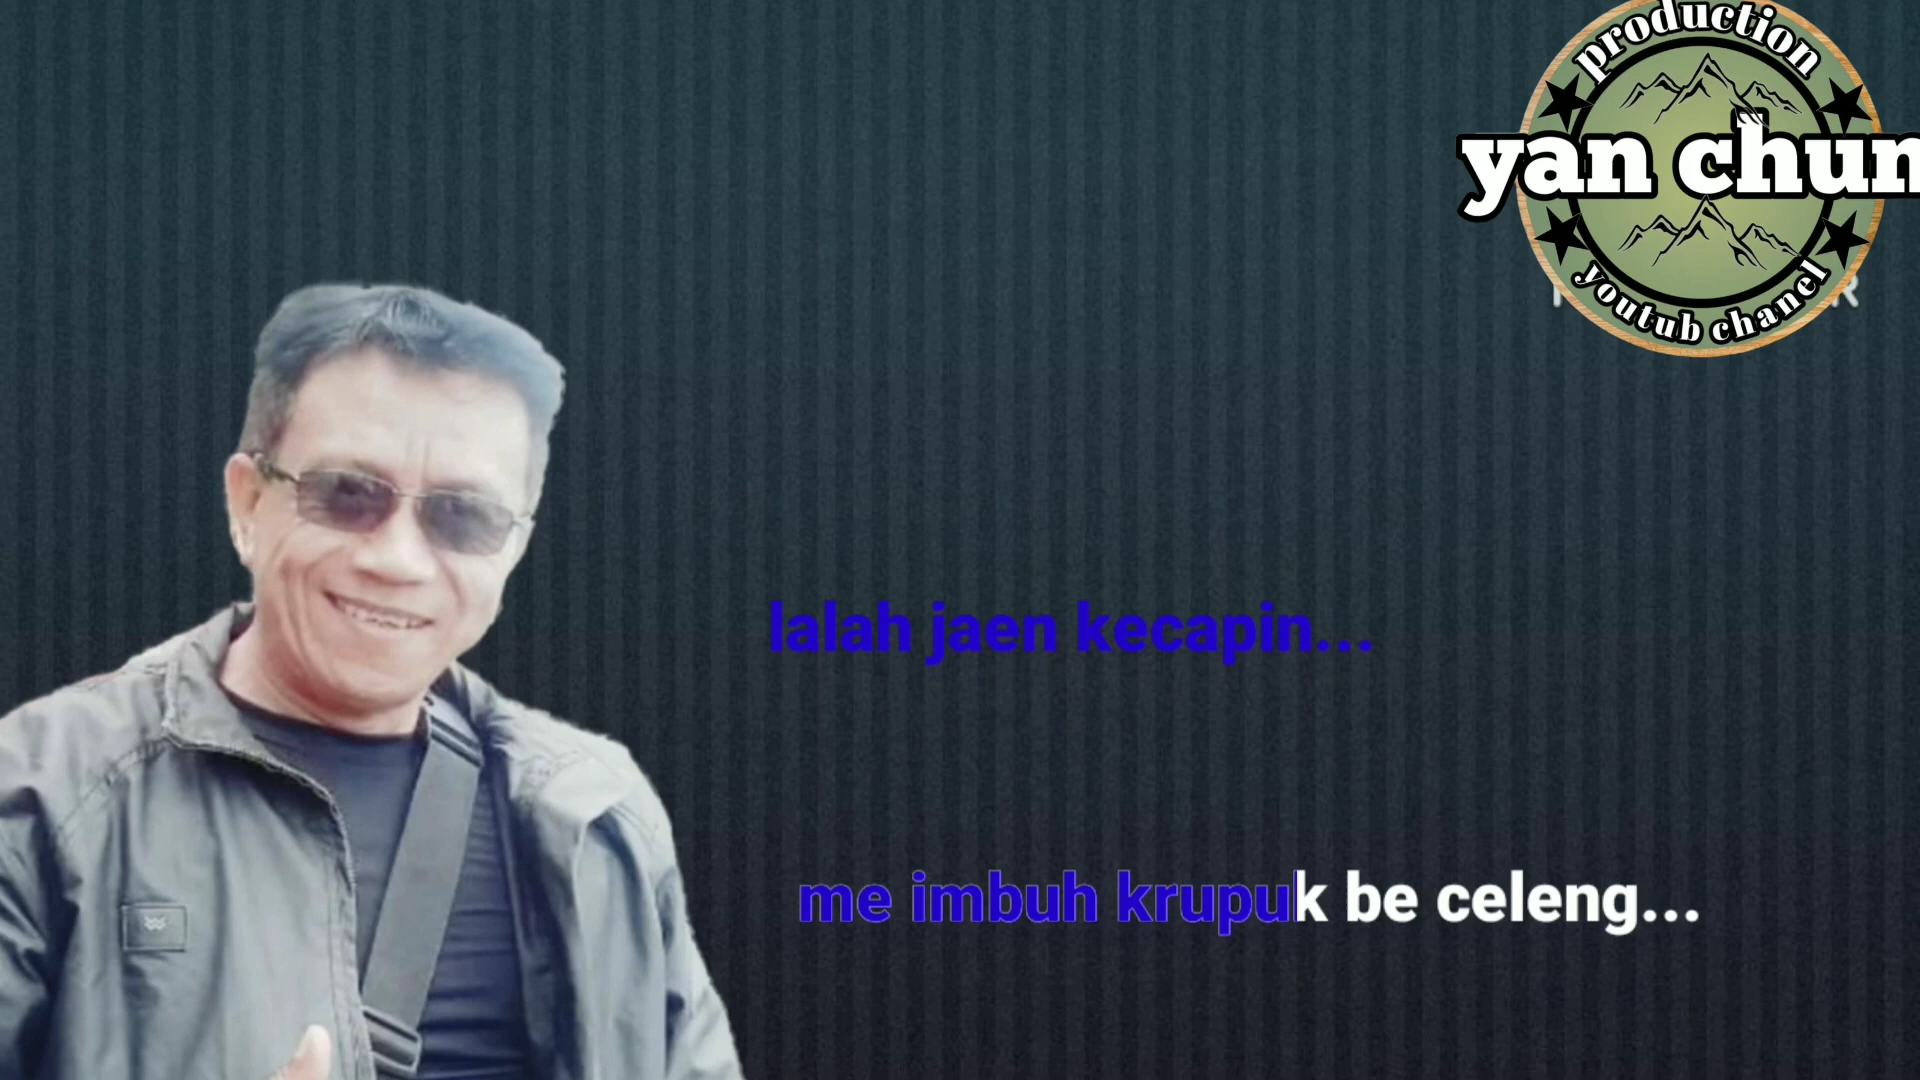 production
yan chun
youtub chanel
lalah jaen kecapin...
me imbuh krupuk be celeng...